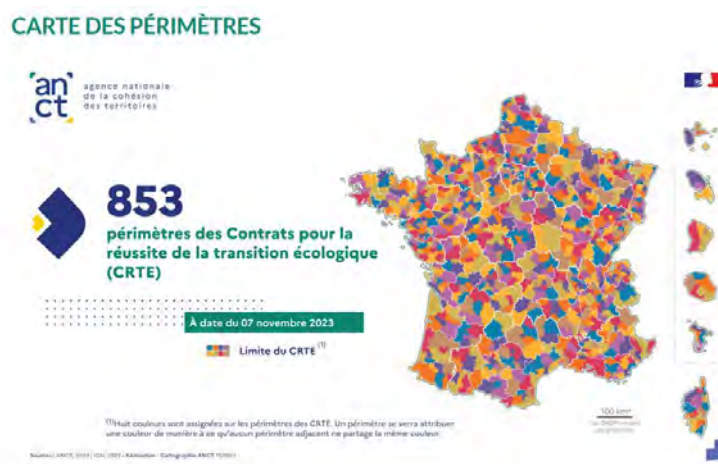 CARTE DES PÉRIMÈTRES
anct
agence nationale
de la cohésion
des territoires
853
périmètres des Contrats pour la
réussite de la transition écologique
(CRTE)
À date du 07 novembre 2023
Limite du CRTE (1)
100 km
(1)Huit couleurs sont assignées sur les périmètres des CRTE. Un périmètre se verra attribuer
une couleur de manière à ce qu'aucun périmètre adjacent ne partage la même couleur.